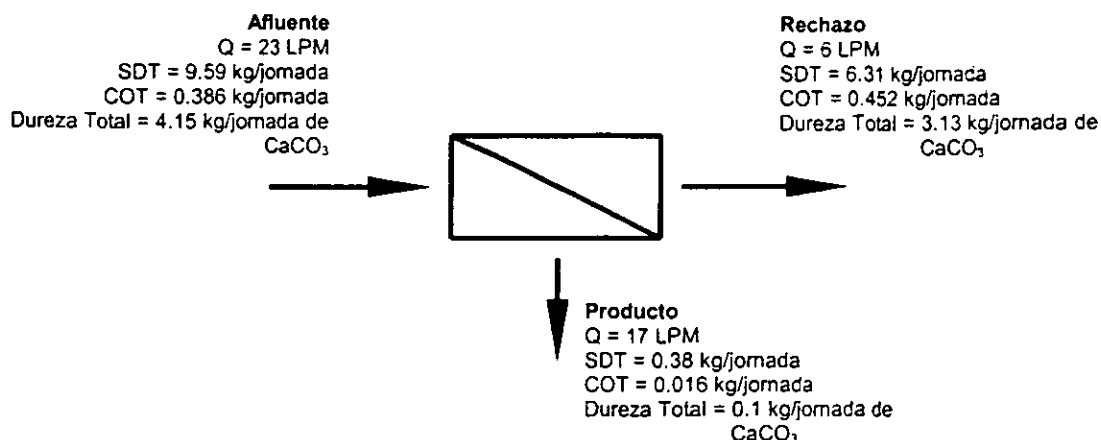 Afluente
Q = 23 LPM
SDT = 9.59 kg/jornada
COT = 0.386 kg/jornada
Dureza Total = 4.15 kg/jornada de
CaCO₃
Rechazo
Q = 6 LPM
SDT = 6.31 kg/jornada
COT = 0.452 kg/jornada
Dureza Total = 3.13 kg/jornada de
CaCO₃
Producto
Q = 17 LPM
SDT = 0.38 kg/jornada
COT = 0.016 kg/jornada
Dureza Total = 0.1 kg/jornada de
CaCO₃